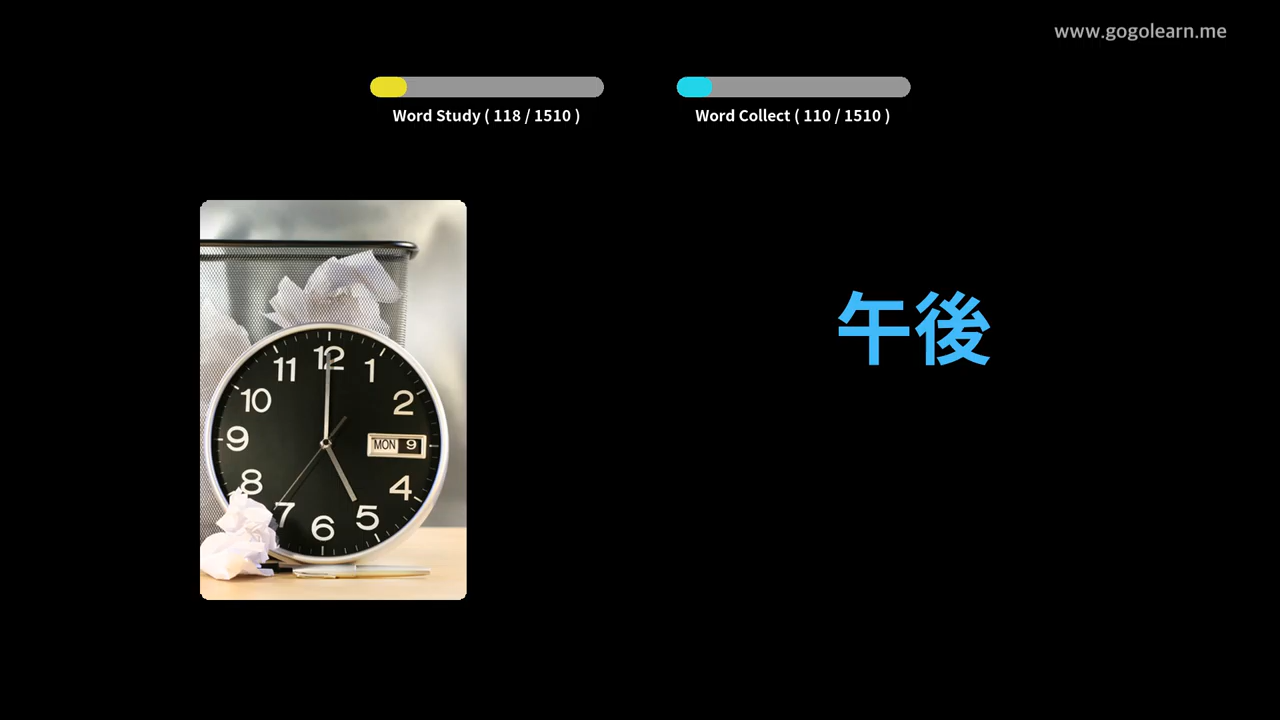 www.gogolearn.me
Word Study ( 118 / 1510 )
Word Collect ( 110 / 1510 )
午後
12
1
2
MON 9
4
5
6
7
8
9
10
11